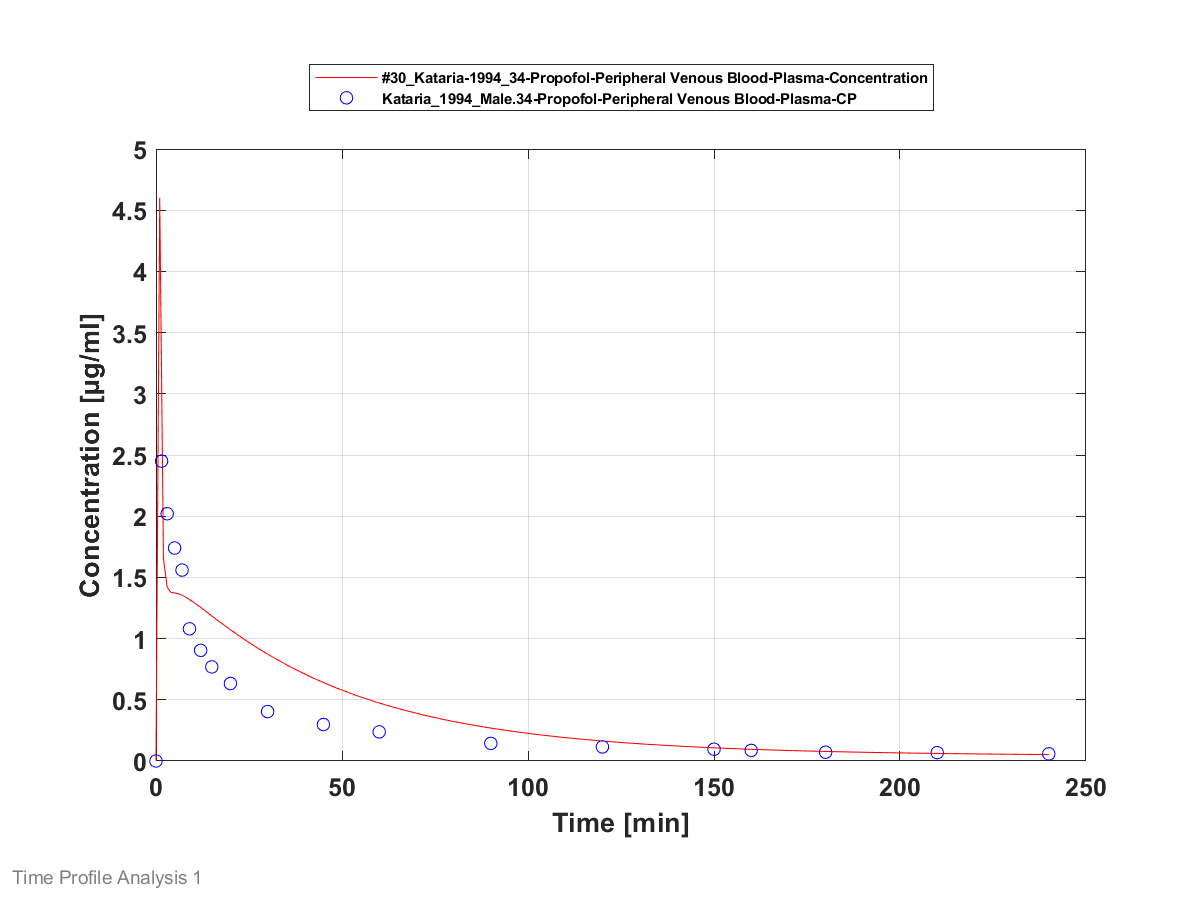 #30_Kataria-1994_34-Propofol-Peripheral Venous Blood-Plasma-Concentration
Kataria_1994_Male.34-Propofol-Peripheral Venous Blood-Plasma-CP
5
4.5
4
3.5
3
2.5
2
1.5
1
0.5
0
Concentration [µg/ml]
0 50 100 150 200 250
Time [min]
Time Profile Analysis 1